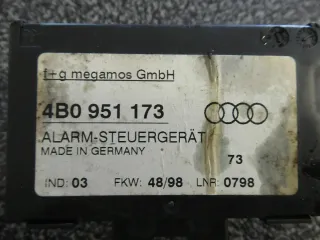 f+g megamos GmbH
4B0 951 173
ALARM-STEUERGERÄT
MADE IN GERMANY
73
IND: 03 FKW: 48/98 LNR: 0798